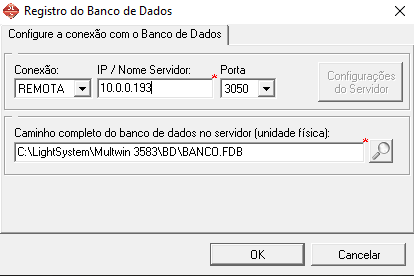 Registro do Banco de Dados
Configure a conexão com o Banco de Dados
Conexão: IP / Nome Servidor: * Porta
REMOTA 10.0.0.193 3050 Configurações
do Servidor
Caminho completo do banco de dados no servidor (unidade física): *
C:\LightSystem\Multwin 3583\BD\BANCO.FDB
OK Cancelar